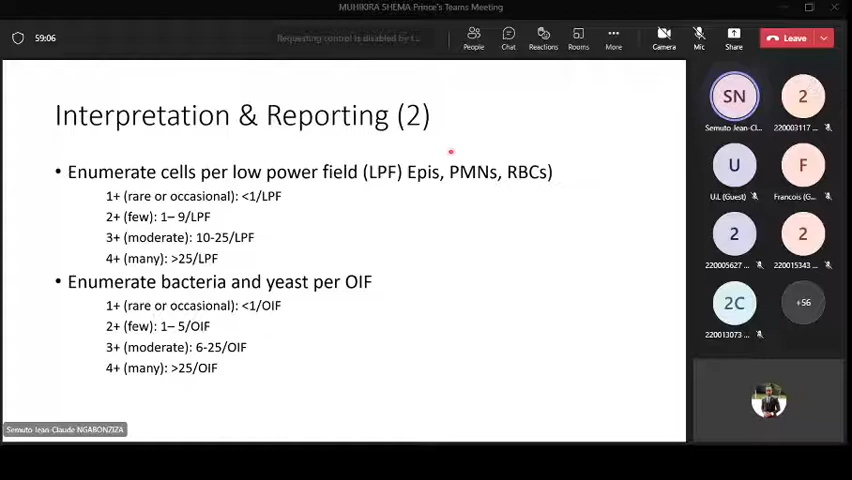 MUHIKIRA SHEMA Prince's Teams Meeting
59:06
Requesting control is disabled by t...
People
Chat
Reactions
Rooms
More
Camera
Mic
Share
Leave
Interpretation & Reporting (2)
• Enumerate cells per low power field (LPF) Epis, PMNs, RBCs)
1+ (rare or occasional): <1/LPF
2+ (few): 1– 9/LPF
3+ (moderate): 10-25/LPF
4+ (many): >25/LPF
• Enumerate bacteria and yeast per OIF
1+ (rare or occasional): <1/OIF
2+ (few): 1– 5/OIF
3+ (moderate): 6-25/OIF
4+ (many): >25/OIF
Semuto Jean-Claude NGABONZIZA
SN
2
Semuto Jean-Cl...
220003117 ...
U
F
U.L (Guest)
Francois (G...
2
2
220005627 ...
220015343 ...
2C
+56
220013073 ...